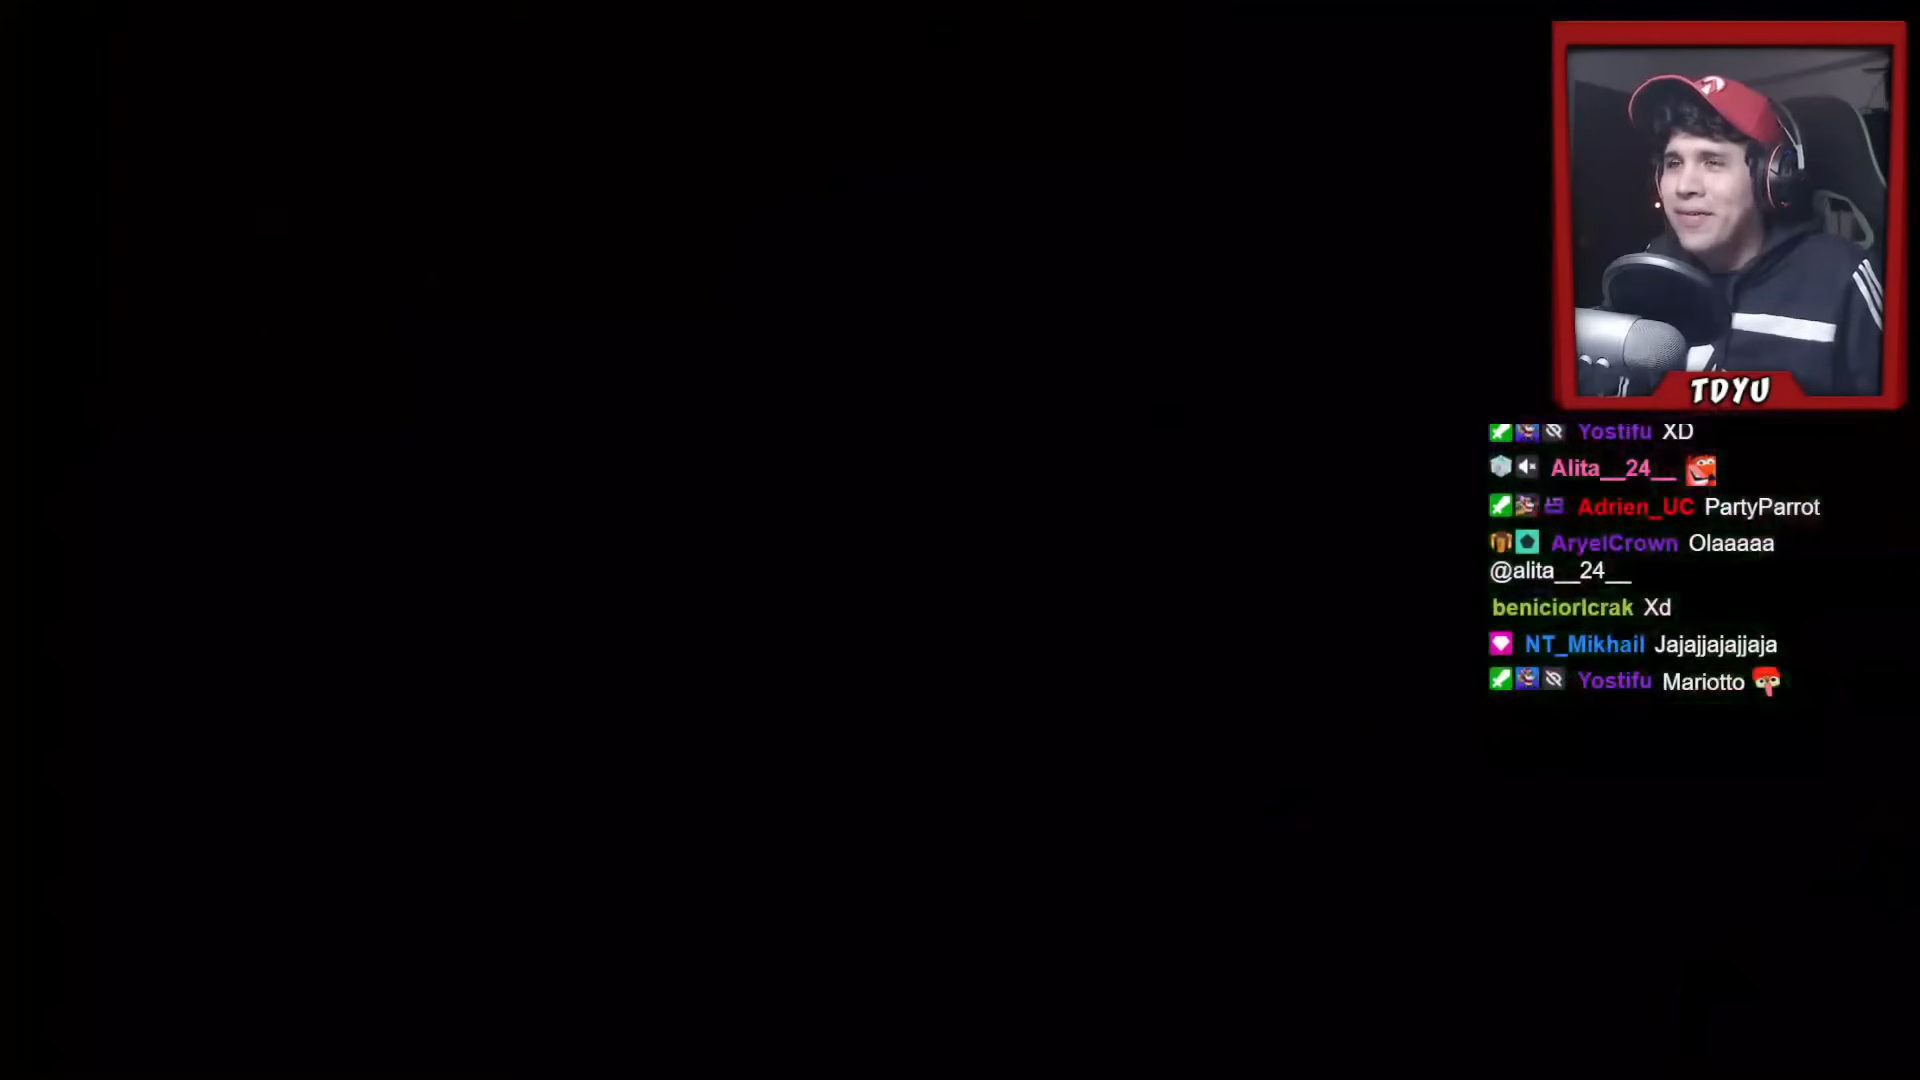 TDYU
Yostifu XD
Alita__24__
Adrien_UC PartyParrot
AryelCrown Olaaaaa
@alita__24__
beniciorlcrak Xd
NT_Mikhail Jajajjajajjaja
Yostifu Mariotto